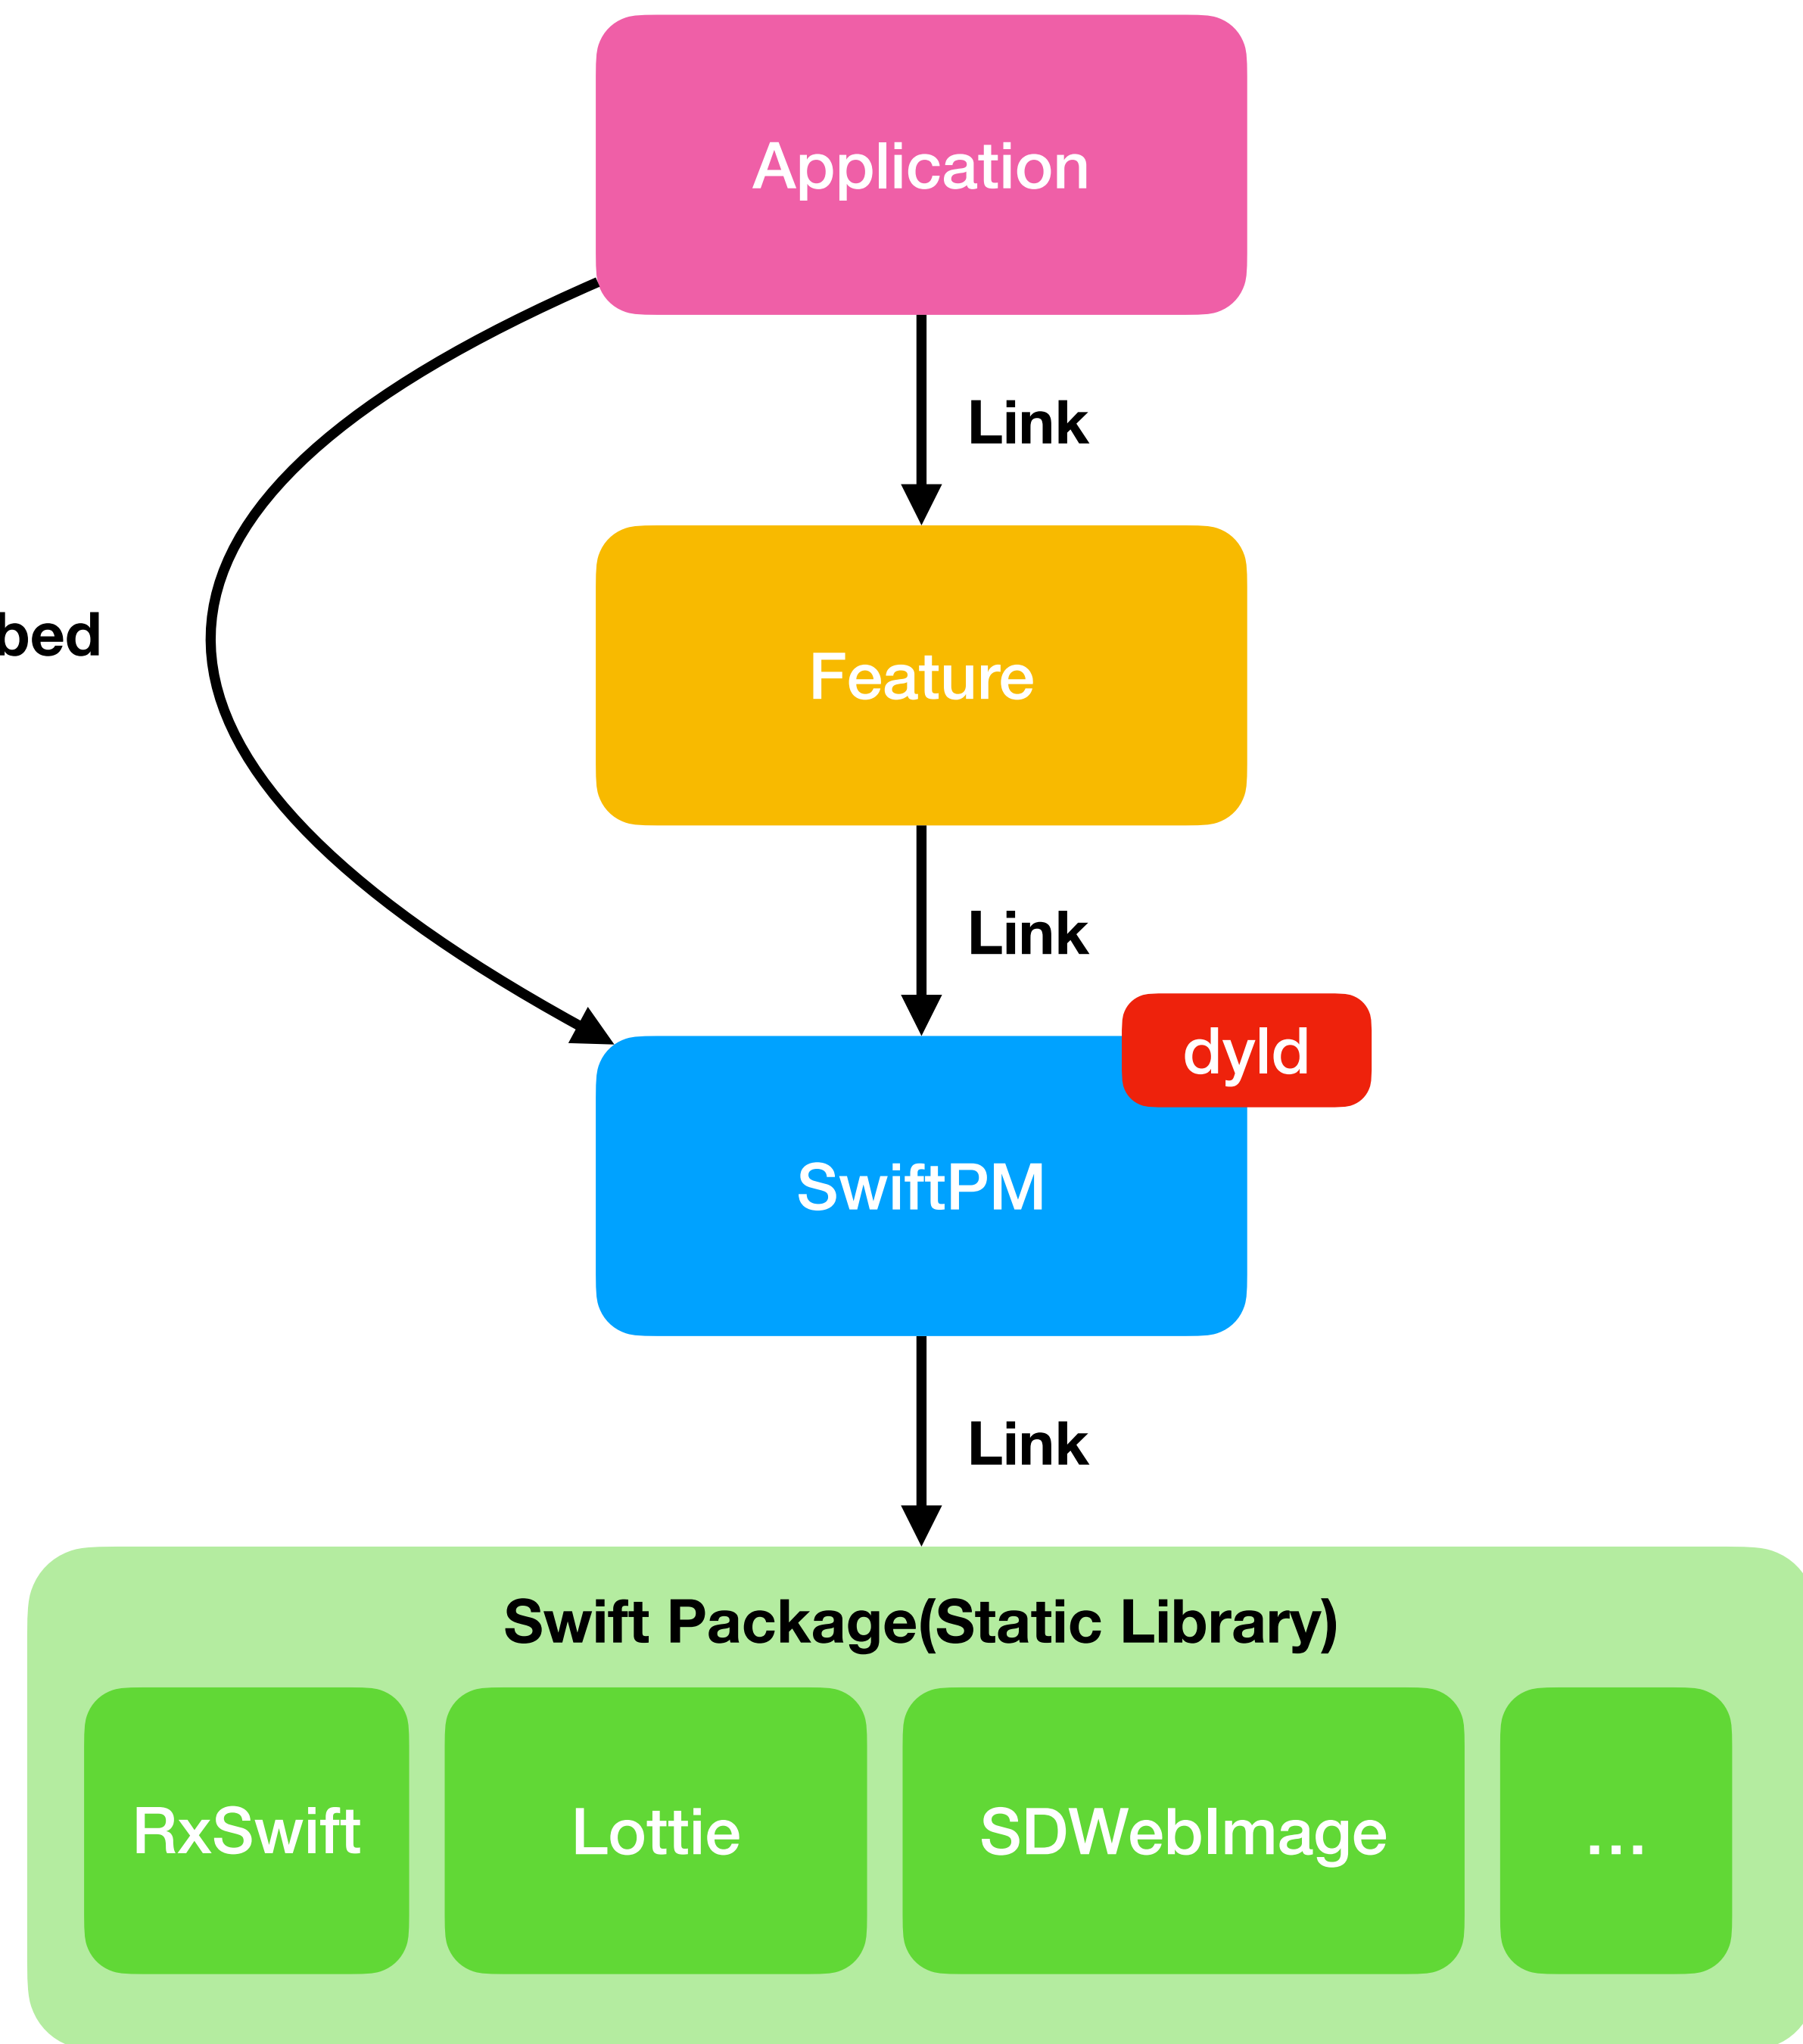 Application
Link
bed
Feature
Link
dyld
SwiftPM
Link
Swift Package(Static Library)
RxSwift
Lottie
SDWebImage
...